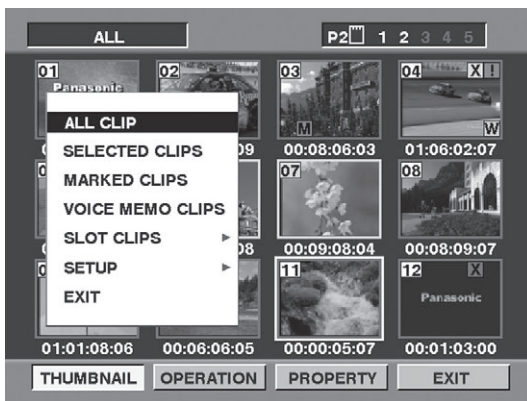 ALL P2 1 2 3 4 5
01 02 03 04 X !
Panasonic
M W
09 00:08:06:03 01:06:02:07
07 08
08 00:09:08:04 00:08:09:07
11 12 X
Panasonic
01:01:08:06 00:06:06:05 00:00:05:07 00:01:03:00
ALL CLIP
SELECTED CLIPS
MARKED CLIPS
VOICE MEMO CLIPS
SLOT CLIPS
SETUP
EXIT
THUMBNAIL OPERATION PROPERTY EXIT